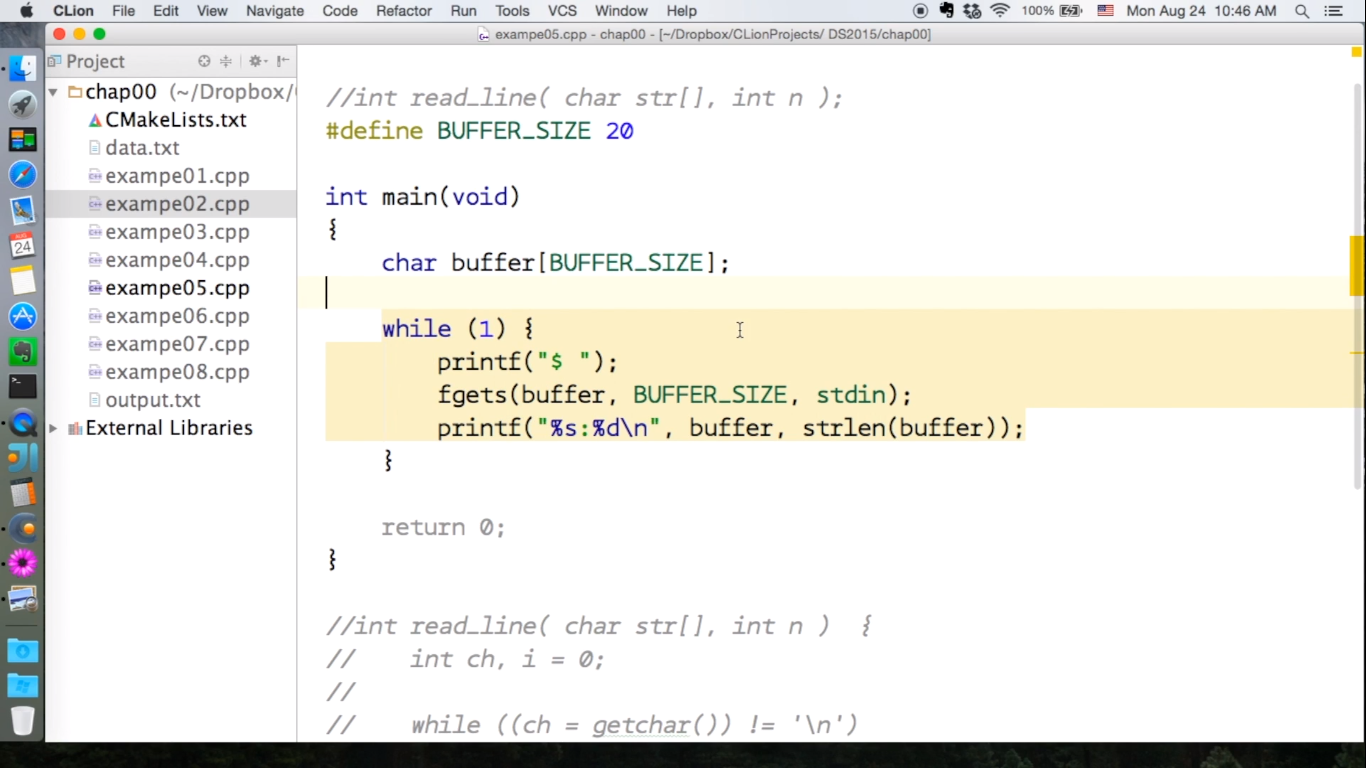 CLion File Edit View Navigate Code Refactor Run Tools VCS Window Help 100% Mon Aug 24 10:46 AM
exampe05.cpp - chap00 - [~/Dropbox/CLionProjects/ DS2015/chap00]
Project
chap00 (~/Dropbox/
CMakeLists.txt
data.txt
exampe01.cpp
exampe02.cpp
exampe03.cpp
exampe04.cpp
exampe05.cpp
exampe06.cpp
exampe07.cpp
exampe08.cpp
output.txt
External Libraries
//int read_line( char str[], int n );
#define BUFFER_SIZE 20
int main(void)
{
    char buffer[BUFFER_SIZE];
    while (1) {
        printf("$ ");
        fgets(buffer, BUFFER_SIZE, stdin);
        printf("%s:%d\n", buffer, strlen(buffer));
    }
    return 0;
}
//int read_line( char str[], int n )  {
//    int ch, i = 0;
//
//    while ((ch = getchar()) != '\n')
24